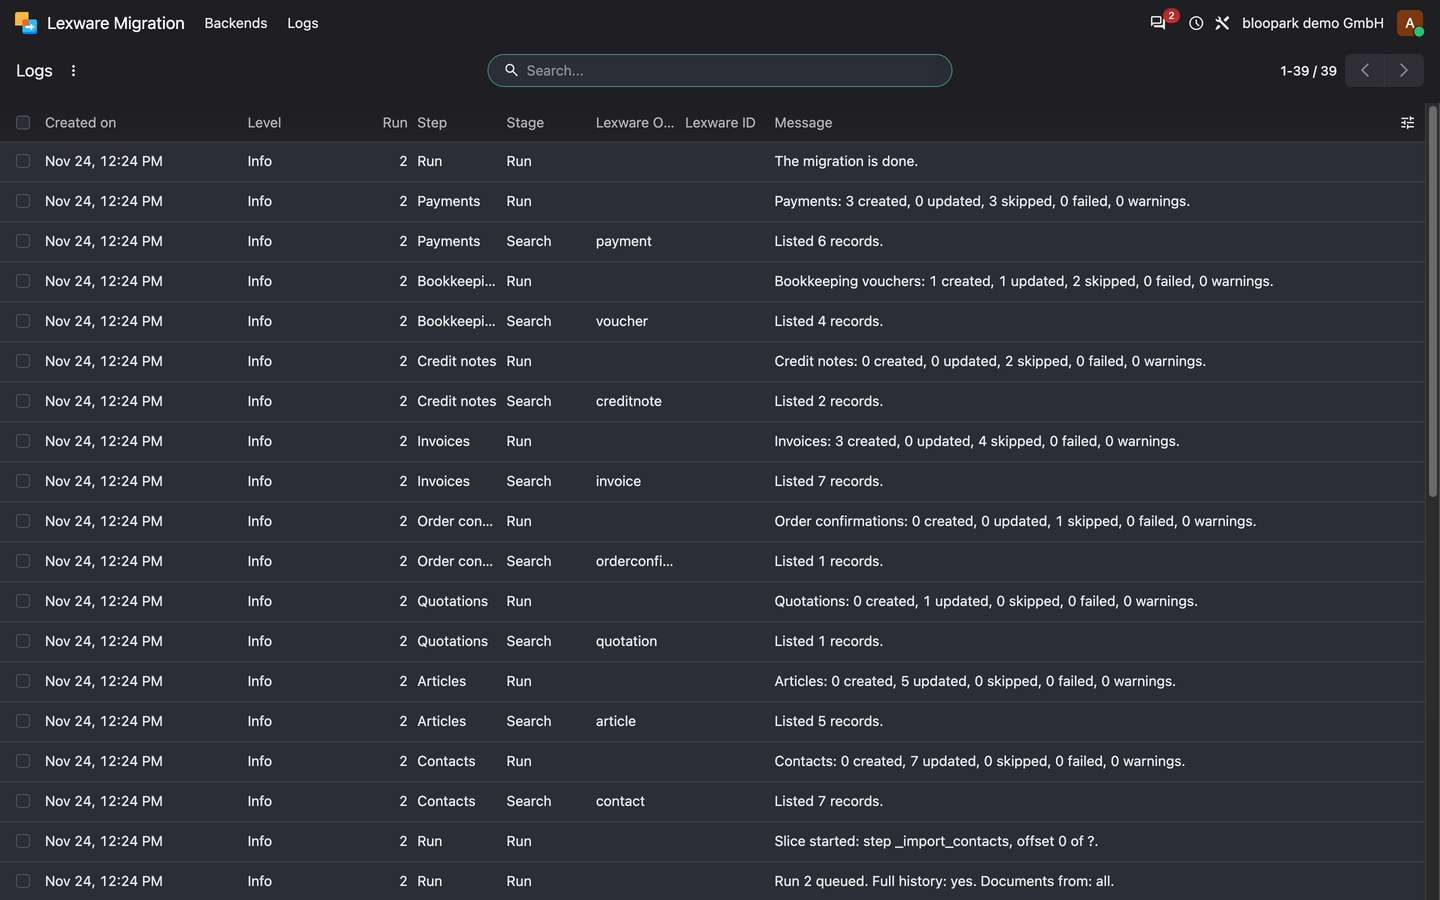 Lexware Migration Backends Logs 2 bloopark demo GmbH A
Logs Search... 1-39 / 39
Created on Level Run Step Stage Lexware O... Lexware ID Message
Nov 24, 12:24 PM Info 2 Run Run The migration is done.
Nov 24, 12:24 PM Info 2 Payments Run Payments: 3 created, 0 updated, 3 skipped, 0 failed, 0 warnings.
Nov 24, 12:24 PM Info 2 Payments Search payment Listed 6 records.
Nov 24, 12:24 PM Info 2 Bookkeepi... Run Bookkeeping vouchers: 1 created, 1 updated, 2 skipped, 0 failed, 0 warnings.
Nov 24, 12:24 PM Info 2 Bookkeepi... Search voucher Listed 4 records.
Nov 24, 12:24 PM Info 2 Credit notes Run Credit notes: 0 created, 0 updated, 2 skipped, 0 failed, 0 warnings.
Nov 24, 12:24 PM Info 2 Credit notes Search creditnote Listed 2 records.
Nov 24, 12:24 PM Info 2 Invoices Run Invoices: 3 created, 0 updated, 4 skipped, 0 failed, 0 warnings.
Nov 24, 12:24 PM Info 2 Invoices Search invoice Listed 7 records.
Nov 24, 12:24 PM Info 2 Order con... Run Order confirmations: 0 created, 0 updated, 1 skipped, 0 failed, 0 warnings.
Nov 24, 12:24 PM Info 2 Order con... Search orderconfi... Listed 1 records.
Nov 24, 12:24 PM Info 2 Quotations Run Quotations: 0 created, 1 updated, 0 skipped, 0 failed, 0 warnings.
Nov 24, 12:24 PM Info 2 Quotations Search quotation Listed 1 records.
Nov 24, 12:24 PM Info 2 Articles Run Articles: 0 created, 5 updated, 0 skipped, 0 failed, 0 warnings.
Nov 24, 12:24 PM Info 2 Articles Search article Listed 5 records.
Nov 24, 12:24 PM Info 2 Contacts Run Contacts: 0 created, 7 updated, 0 skipped, 0 failed, 0 warnings.
Nov 24, 12:24 PM Info 2 Contacts Search contact Listed 7 records.
Nov 24, 12:24 PM Info 2 Run Run Slice started: step _import_contacts, offset 0 of ?.
Nov 24, 12:24 PM Info 2 Run Run Run 2 queued. Full history: yes. Documents from: all.